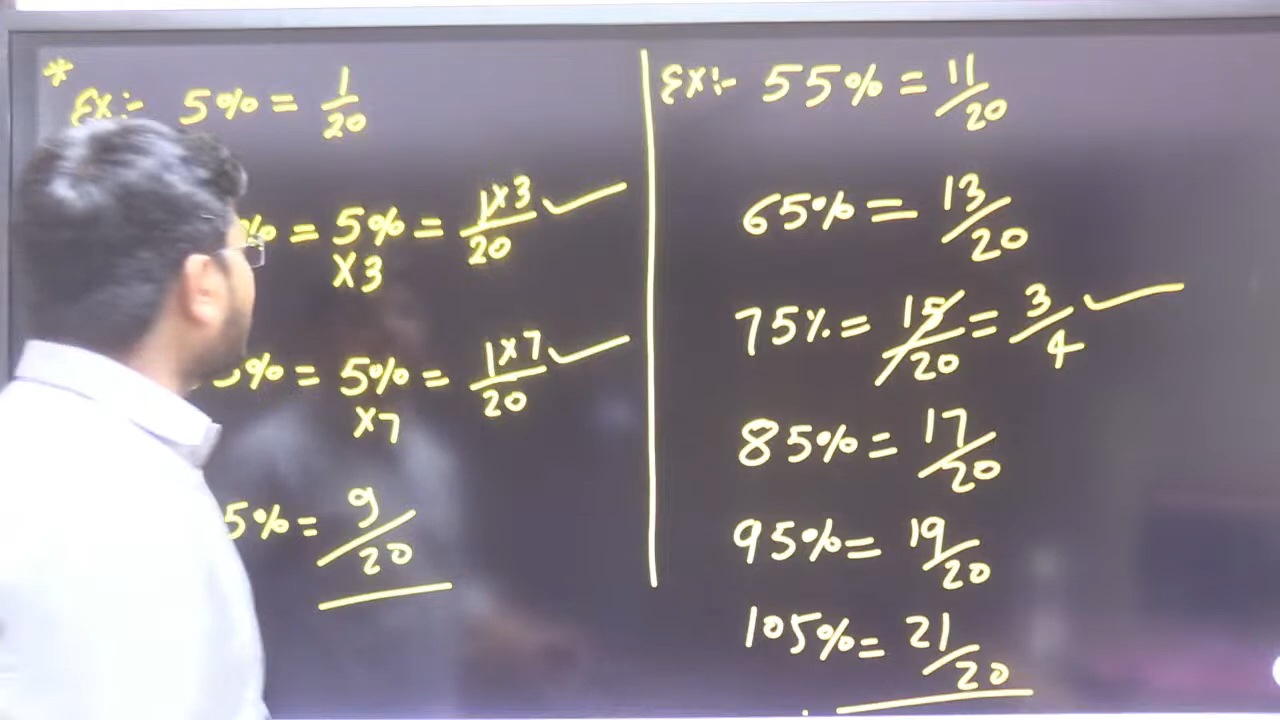 *
Ex:- 5% = 1/20
% = 5% = 1×3/20
×3
5% = 5% = 1×7/20
×7
5% = 9/20
Ex:- 55% = 11/20
65% = 13/20
75% = 15/20 = 3/4
85% = 17/20
95% = 19/20
105% = 21/20